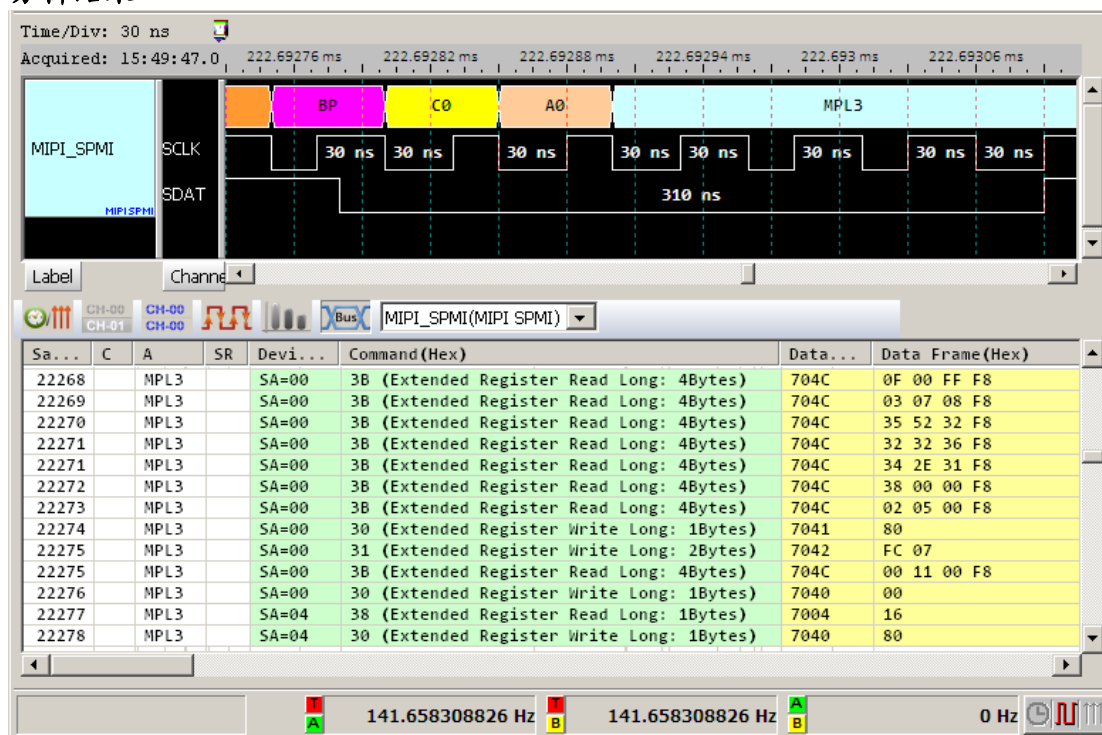 Time/Div: 30 ns
Acquired: 15:49:47.0 222.69276 ms 222.69282 ms 222.69288 ms 222.69294 ms 222.693 ms 222.69306 ms
BP C0 A0 MPL3
MIPI_SPMI SCLK 30 ns 30 ns 30 ns 30 ns 30 ns 30 ns 30 ns 30 ns
SDAT 310 ns
MIPI SPMI
Label Channe
CH-00 CH-00
CH-01 CH-00
Bus MIPI_SPMI(MIPI SPMI)
Sa... C A SR Devi... Command(Hex) Data... Data Frame(Hex)
22268 MPL3 SA=00 3B (Extended Register Read Long: 4Bytes) 704C 0F 00 FF F8
22269 MPL3 SA=00 3B (Extended Register Read Long: 4Bytes) 704C 03 07 08 F8
22270 MPL3 SA=00 3B (Extended Register Read Long: 4Bytes) 704C 35 52 32 F8
22271 MPL3 SA=00 3B (Extended Register Read Long: 4Bytes) 704C 32 32 36 F8
22271 MPL3 SA=00 3B (Extended Register Read Long: 4Bytes) 704C 34 2E 31 F8
22272 MPL3 SA=00 3B (Extended Register Read Long: 4Bytes) 704C 38 00 00 F8
22273 MPL3 SA=00 3B (Extended Register Read Long: 4Bytes) 704C 02 05 00 F8
22274 MPL3 SA=00 30 (Extended Register Write Long: 1Bytes) 7041 80
22275 MPL3 SA=00 31 (Extended Register Write Long: 2Bytes) 7042 FC 07
22275 MPL3 SA=00 3B (Extended Register Read Long: 4Bytes) 704C 00 11 00 F8
22276 MPL3 SA=00 30 (Extended Register Write Long: 1Bytes) 7040 00
22277 MPL3 SA=04 38 (Extended Register Read Long: 1Bytes) 7004 16
22278 MPL3 SA=04 30 (Extended Register Write Long: 1Bytes) 7040 80
T A 141.658308826 Hz T B 141.658308826 Hz A B 0 Hz